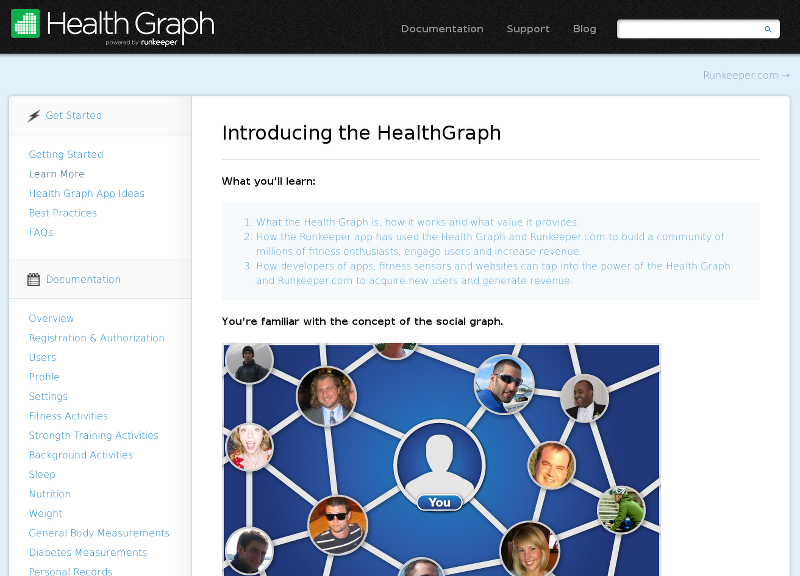 Health Graph
powered by runkeeper
Documentation
Support
Blog
Runkeeper.com →
Get Started
Getting Started
Learn More
Health Graph App Ideas
Best Practices
FAQs
Documentation
Overview
Registration & Authorization
Users
Profile
Settings
Fitness Activities
Strength Training Activities
Background Activities
Sleep
Nutrition
Weight
General Body Measurements
Diabetes Measurements
Personal Records
Introducing the HealthGraph
What you'll learn:
1. What the Health Graph is, how it works and what value it provides.
2. How the Runkeeper app has used the Health Graph and Runkeeper.com to build a community of
millions of fitness enthusiasts, engage users and increase revenue.
3. How developers of apps, fitness sensors and websites can tap into the power of the Health Graph
and Runkeeper.com to acquire new users and generate revenue.
You're familiar with the concept of the social graph.
You